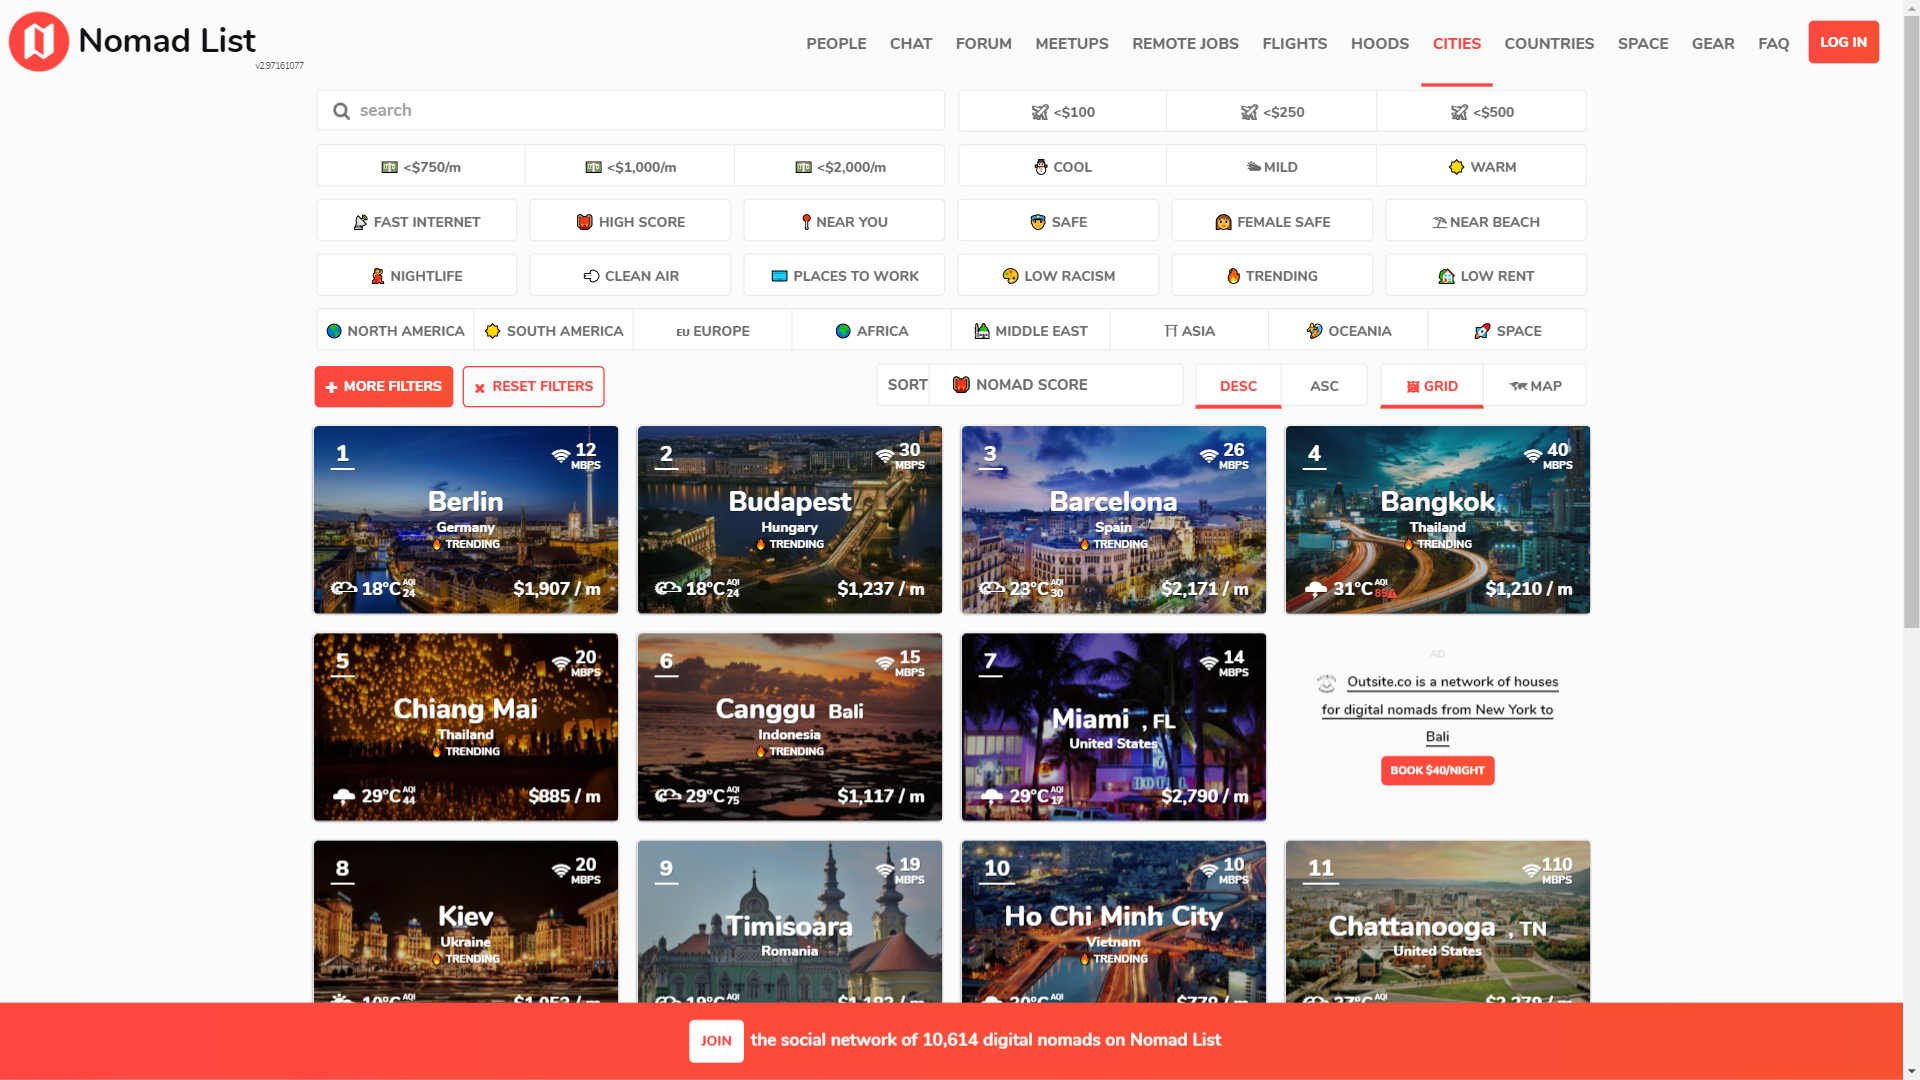 Nomad List
v2.97161077
PEOPLE CHAT FORUM MEETUPS REMOTE JOBS FLIGHTS HOODS CITIES COUNTRIES SPACE GEAR FAQ LOG IN
search
<$100 <$250 <$500
<$750/m <$1,000/m <$2,000/m COOL MILD WARM
FAST INTERNET HIGH SCORE NEAR YOU SAFE FEMALE SAFE NEAR BEACH
NIGHTLIFE CLEAN AIR PLACES TO WORK LOW RACISM TRENDING LOW RENT
NORTH AMERICA SOUTH AMERICA EU EUROPE AFRICA MIDDLE EAST ASIA OCEANIA SPACE
MORE FILTERS RESET FILTERS SORT NOMAD SCORE DESC ASC GRID MAP
1
12
MBPS
Berlin
Germany
TRENDING
18°C AQI 24
$1,907 / m
2
30
MBPS
Budapest
Hungary
TRENDING
18°C AQI 24
$1,237 / m
3
26
MBPS
Barcelona
Spain
TRENDING
23°C AQI 30
$2,171 / m
4
40
MBPS
Bangkok
Thailand
TRENDING
31°C AQI 85
$1,210 / m
5
20
MBPS
Chiang Mai
Thailand
TRENDING
29°C AQI 44
$885 / m
6
15
MBPS
Canggu Bali
Indonesia
TRENDING
29°C AQI 75
$1,117 / m
7
14
MBPS
Miami , FL
United States
29°C AQI 17
$2,790 / m
AD
Outsite.co is a network of houses
for digital nomads from New York to
Bali
BOOK $40/NIGHT
8
20
MBPS
Kiev
Ukraine
TRENDING
AQI
9
19
MBPS
Timisoara
Romania
AQI
10
10
MBPS
Ho Chi Minh City
Vietnam
TRENDING
AQI
11
110
MBPS
Chattanooga , TN
United States
AQI
JOIN the social network of 10,614 digital nomads on Nomad List